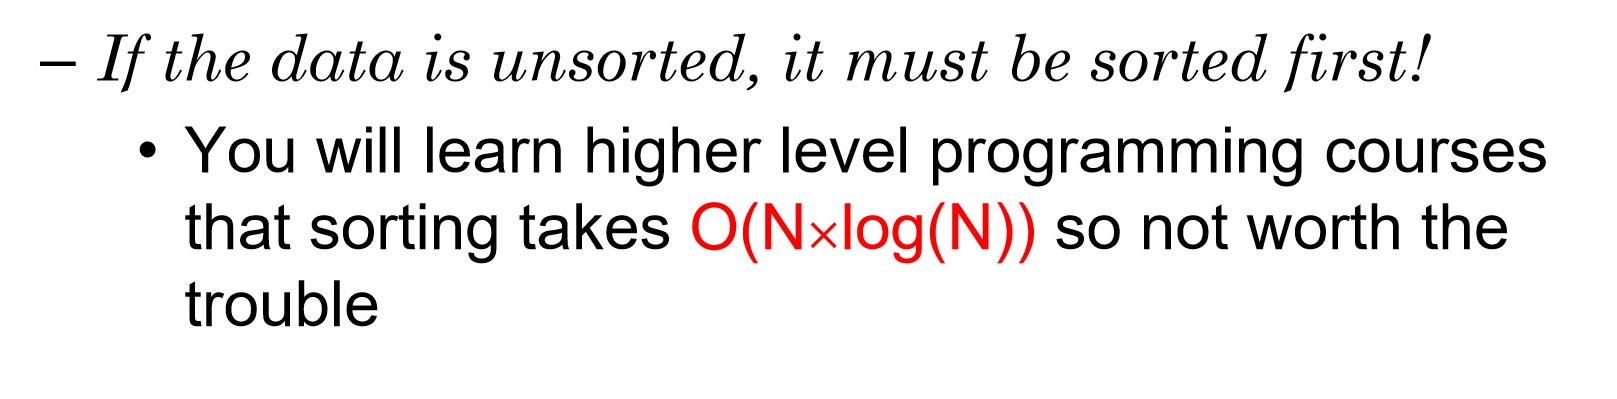 – If the data is unsorted, it must be sorted first!
• You will learn higher level programming courses
that sorting takes O(N×log(N)) so not worth the
trouble